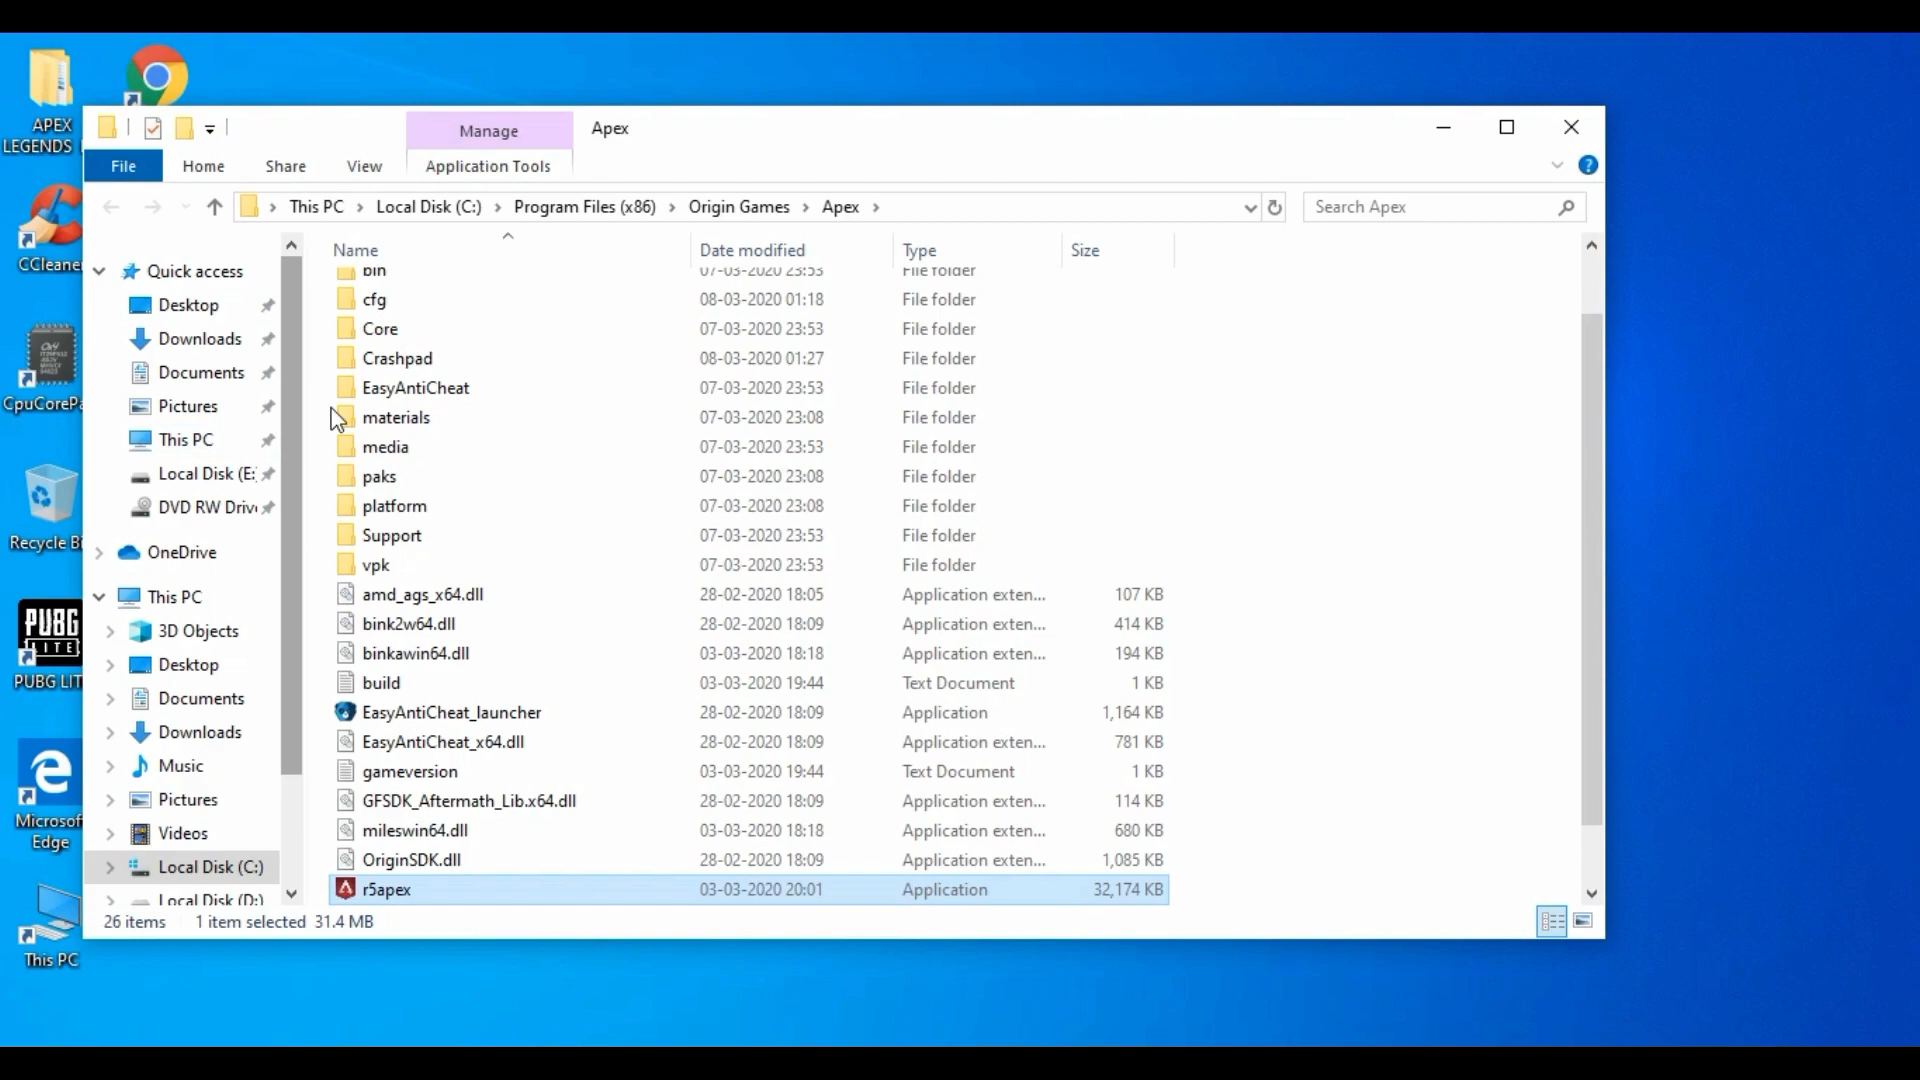 APEX
LEGENDS
CCleane
CpuCorePa
Recycle Bi
PUBG
LITE
PUBG LIT
Microsof
Edge
This PC
Manage
Apex
File
Home
Share
View
Application Tools
This PC
Local Disk (C:)
Program Files (x86)
Origin Games
Apex
Search Apex
Quick access
Desktop
Downloads
Documents
Pictures
This PC
Local Disk (E:
DVD RW Driv
OneDrive
This PC
3D Objects
Desktop
Documents
Downloads
Music
Pictures
Videos
Local Disk (C:)
Local Disk (D:)
Name Date modified Type Size
bin 07-03-2020 23:53 File folder
cfg 08-03-2020 01:18 File folder
Core 07-03-2020 23:53 File folder
Crashpad 08-03-2020 01:27 File folder
EasyAntiCheat 07-03-2020 23:53 File folder
materials 07-03-2020 23:08 File folder
media 07-03-2020 23:53 File folder
paks 07-03-2020 23:08 File folder
platform 07-03-2020 23:08 File folder
Support 07-03-2020 23:53 File folder
vpk 07-03-2020 23:53 File folder
amd_ags_x64.dll 28-02-2020 18:05 Application exten... 107 KB
bink2w64.dll 28-02-2020 18:09 Application exten... 414 KB
binkawin64.dll 03-03-2020 18:18 Application exten... 194 KB
build 03-03-2020 19:44 Text Document 1 KB
EasyAntiCheat_launcher 28-02-2020 18:09 Application 1,164 KB
EasyAntiCheat_x64.dll 28-02-2020 18:09 Application exten... 781 KB
gameversion 03-03-2020 19:44 Text Document 1 KB
GFSDK_Aftermath_Lib.x64.dll 28-02-2020 18:09 Application exten... 114 KB
mileswin64.dll 03-03-2020 18:18 Application exten... 680 KB
OriginSDK.dll 28-02-2020 18:09 Application exten... 1,085 KB
r5apex 03-03-2020 20:01 Application 32,174 KB
26 items 1 item selected 31.4 MB